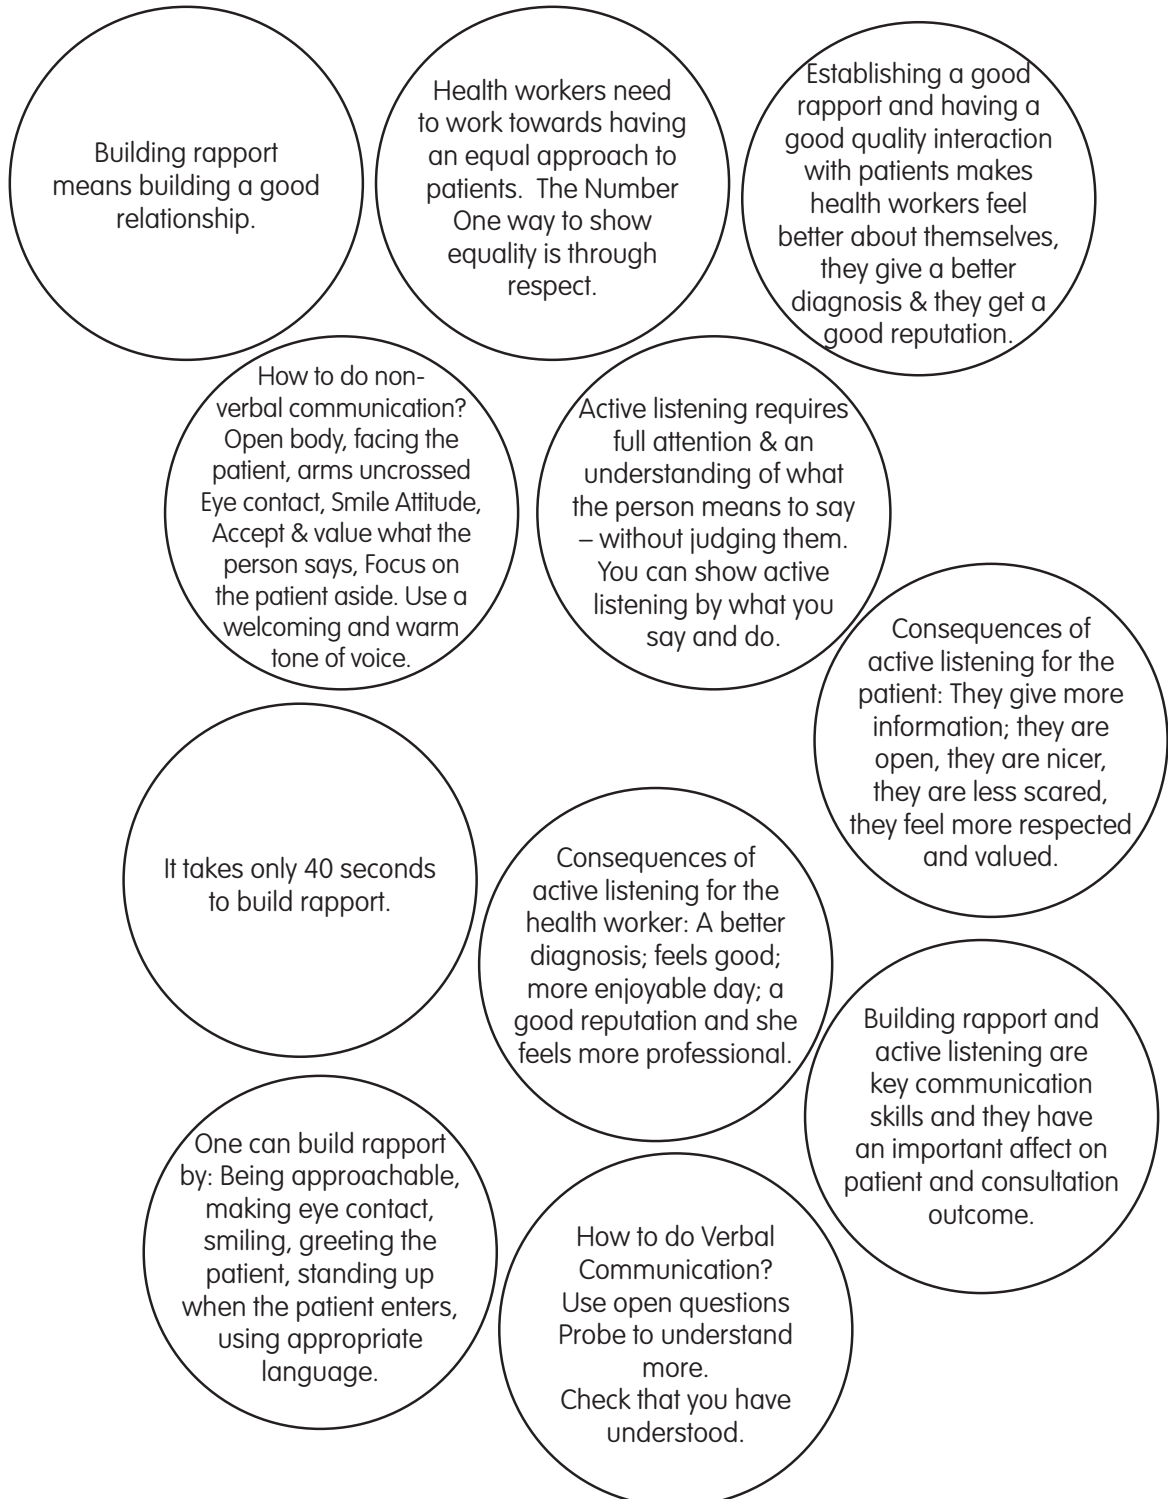 Building rapport
means building a good
relationship.
Health workers need
to work towards having
an equal approach to
patients.  The Number
One way to show
equality is through
respect.
Establishing a good
rapport and having a
good quality interaction
with patients makes
health workers feel
better about themselves,
they give a better
diagnosis & they get a
good reputation.
How to do non-
verbal communication?
Open body, facing the
patient, arms uncrossed
Eye contact, Smile Attitude,
Accept & value what the
person says, Focus on
the patient aside. Use a
welcoming and warm
tone of voice.
Active listening requires
full attention & an
understanding of what
the person means to say
– without judging them.
You can show active
listening by what you
say and do.
Consequences of
active listening for the
patient: They give more
information; they are
open, they are nicer,
they are less scared,
they feel more respected
and valued.
It takes only 40 seconds
to build rapport.
Consequences of
active listening for the
health worker: A better
diagnosis; feels good;
more enjoyable day; a
good reputation and she
feels more professional.
Building rapport and
active listening are
key communication
skills and they have
an important affect on
patient and consultation
outcome.
One can build rapport
by: Being approachable,
making eye contact,
smiling, greeting the
patient, standing up
when the patient enters,
using appropriate
language.
How to do Verbal
Communication?
Use open questions
Probe to understand
more.
Check that you have
understood.